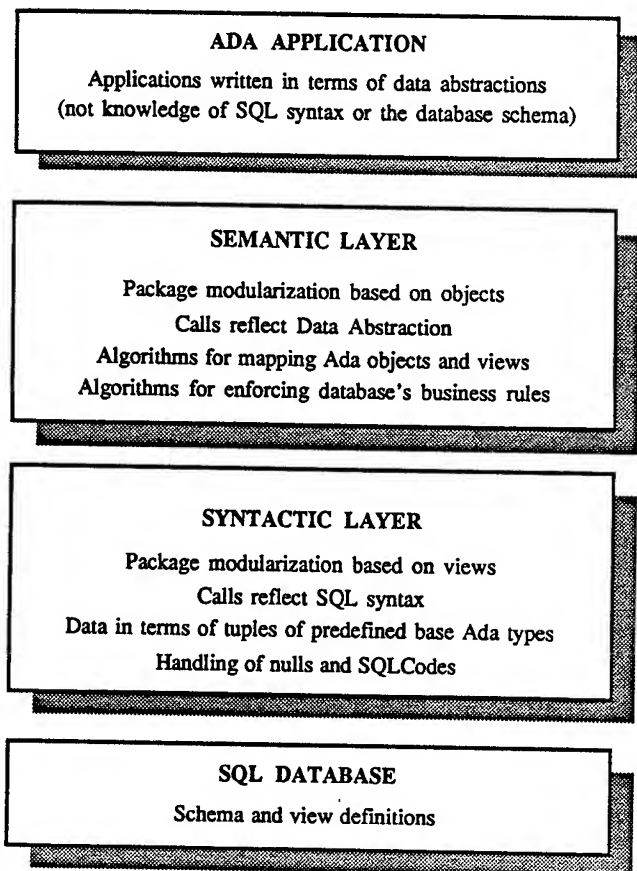 ADA APPLICATION
Applications written in terms of data abstractions
(not knowledge of SQL syntax or the database schema)
SEMANTIC LAYER
Package modularization based on objects
Calls reflect Data Abstraction
Algorithms for mapping Ada objects and views
Algorithms for enforcing database's business rules
SYNTACTIC LAYER
Package modularization based on views
Calls reflect SQL syntax
Data in terms of tuples of predefined base Ada types
Handling of nulls and SQLCodes
SQL DATABASE
Schema and view definitions